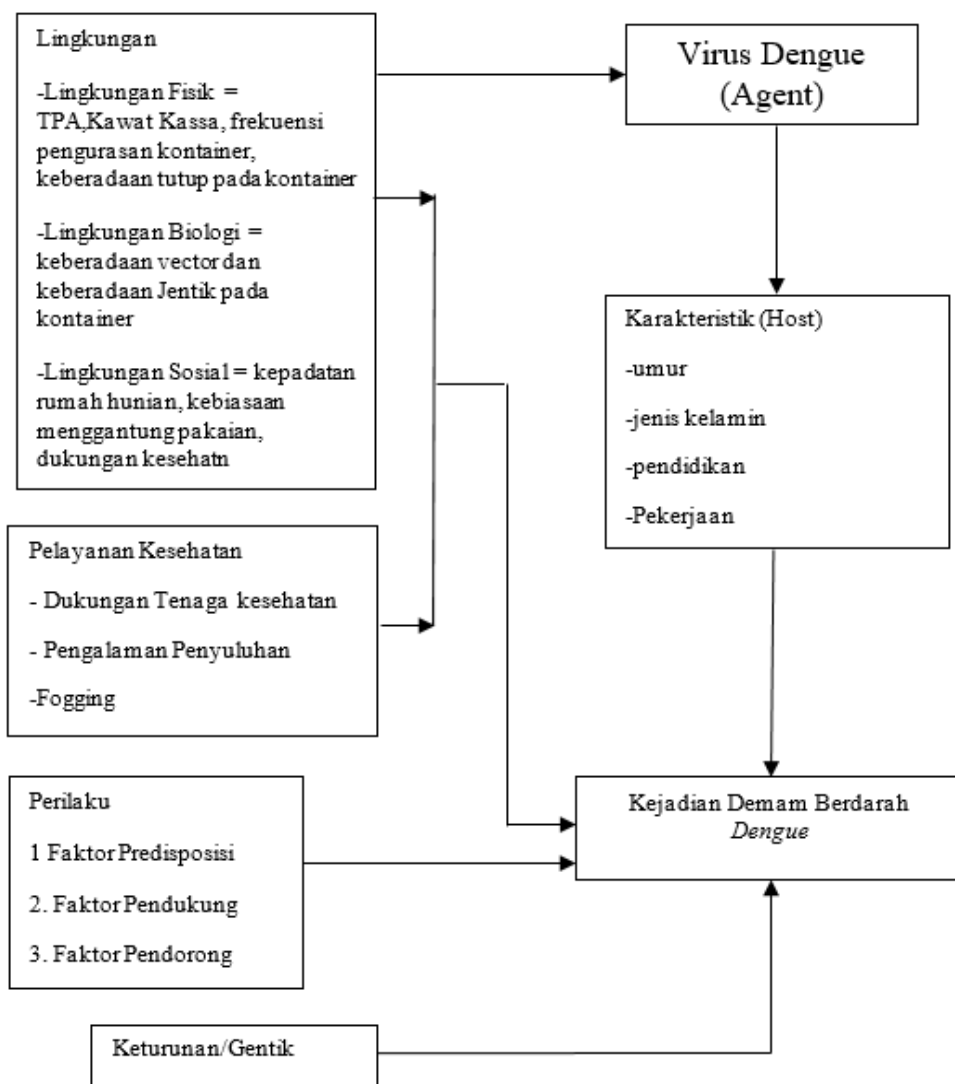 Lingkungan
-Lingkungan Fisik =
TPA,Kawat Kassa, frekuensi
pengurasan kontainer,
keberadaan tutup pada kontainer
-Lingkungan Biologi =
keberadaan vector dan
keberadaan Jentik pada
kontainer
-Lingkungan Sosial = kepadatan
rumah hunian, kebiasaan
menggantung pakaian,
dukungan kesehatn
Virus Dengue
(Agent)
Karakteristik (Host)
-umur
-jenis kelamin
-pendidikan
-Pekerjaan
Pelayanan Kesehatan
- Dukungan Tenaga kesehatan
- Pengalaman Penyuluhan
-Fogging
Perilaku
1 Faktor Predisposisi
2. Faktor Pendukung
3. Faktor Pendorong
Kejadian Demam Berdarah
Dengue
Keturunan/Gentik